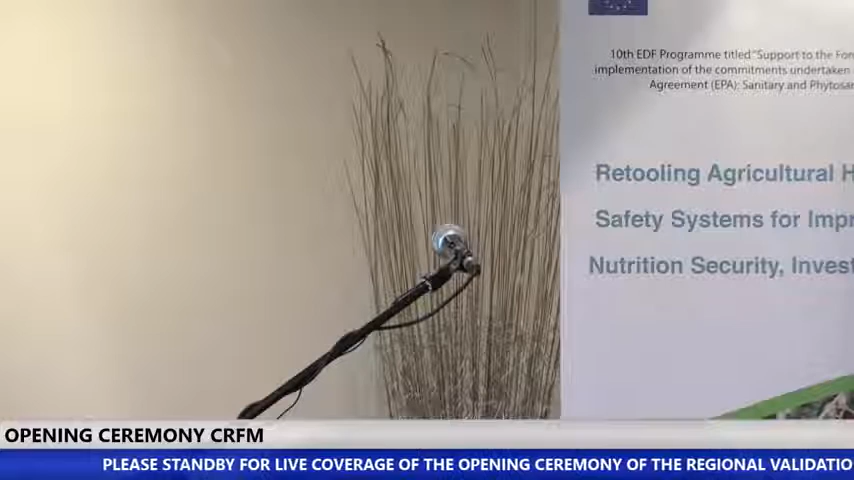 10th EDF Programme titled "Support to the
implementation of the commitments undertaken
Agreement (EPA): Sanitary and
Retooling Agricultural H
Safety Systems for Impr
Nutrition Security, Invest
OPENING CEREMONY CRFM
PLEASE STANDBY FOR LIVE COVERAGE OF THE OPENING CEREMONY OF THE REGIONAL VALIDATIO